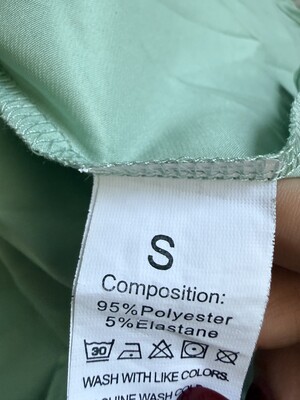 S
Composition:
95%Polyester
5%Elastane
30
WASH WITH LIKE COLORS.